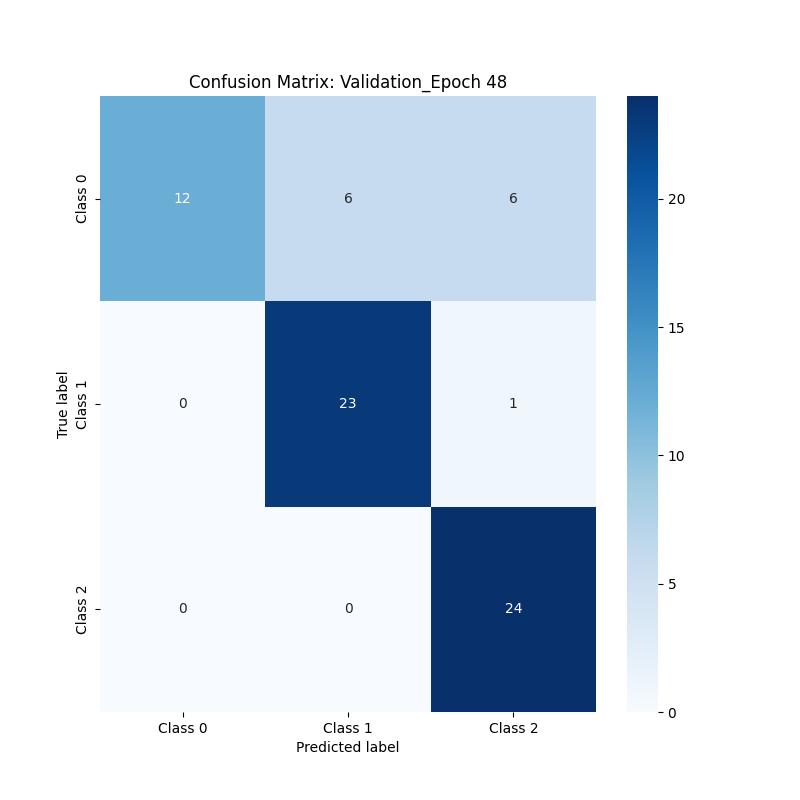 Confusion Matrix: Validation_Epoch 48
True label
Class 0
12 6 6
Class 1
0 23 1
Class 2
0 0 24
Class 0 Class 1 Class 2
Predicted label
20
15
10
5
0